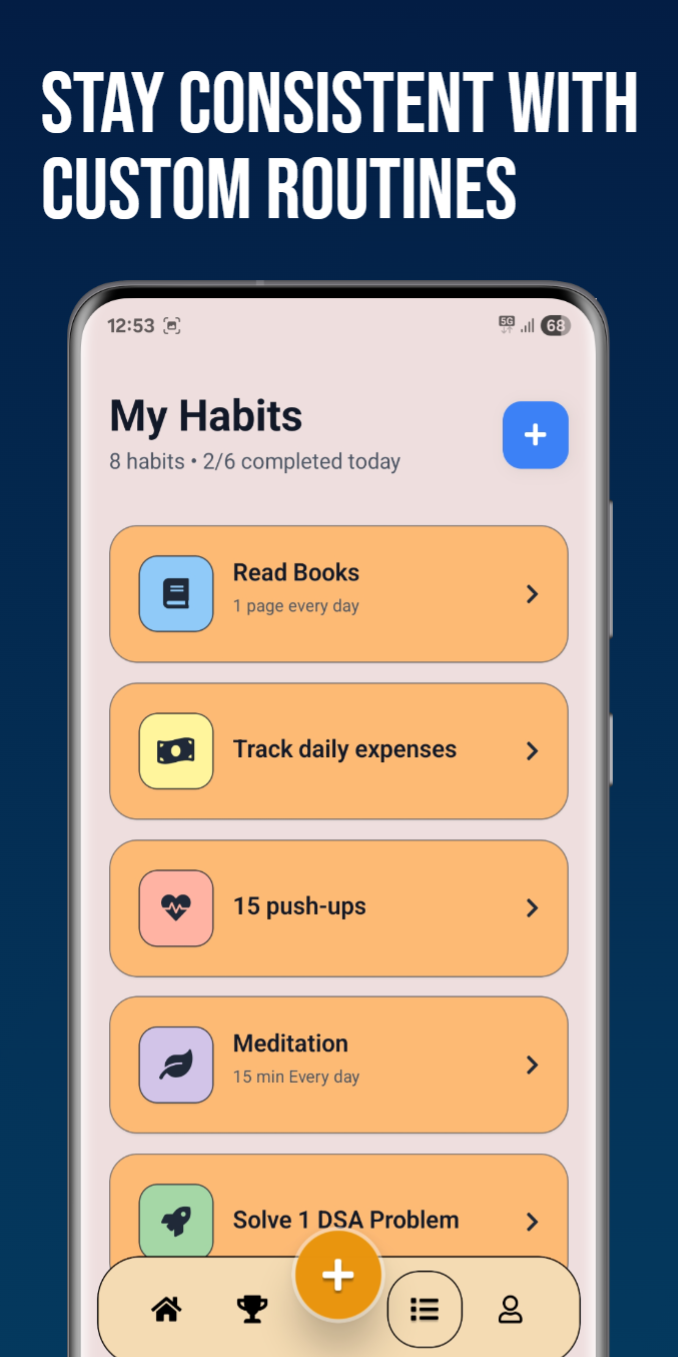 STAY CONSISTENT WITH
CUSTOM ROUTINES
12:53
5G
68
My Habits
8 habits • 2/6 completed today
Read Books
1 page every day
Track daily expenses
15 push-ups
Meditation
15 min Every day
Solve 1 DSA Problem